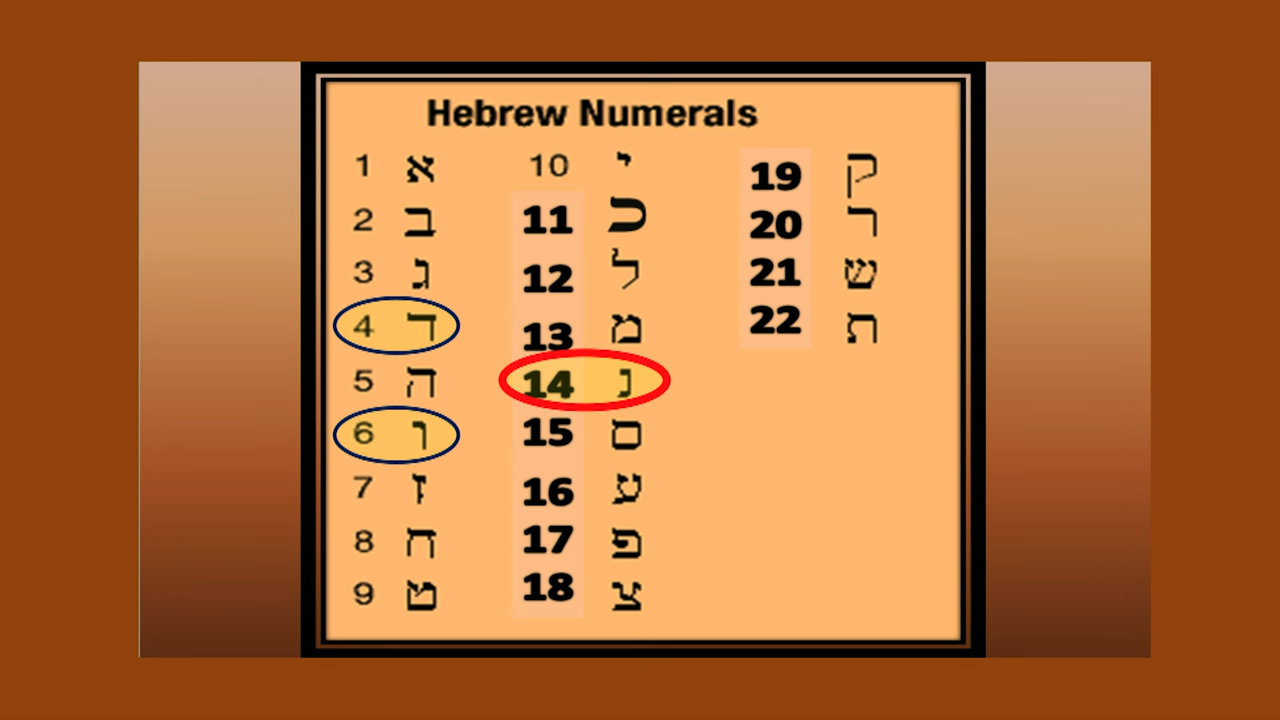 Hebrew Numerals
1 א
2 ב
3 ג
4 ד
5 ה
6 ו
7 ז
8 ח
9 ט
10 י
11 כ
12 ל
13 מ
14 נ
15 ם
16 ע
17 פ
18 צ
19 ק
20 ר
21 ש
22 ת